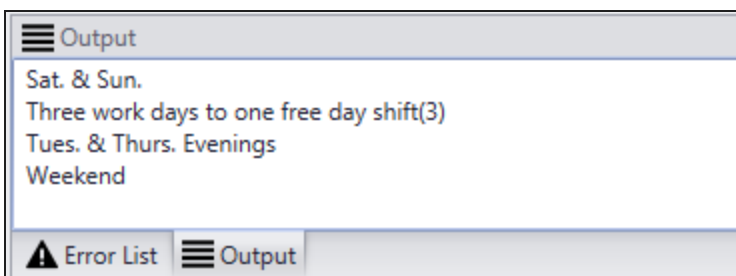 Output
Sat. & Sun.
Three work days to one free day shift(3)
Tues. & Thurs. Evenings
Weekend
Error List Output